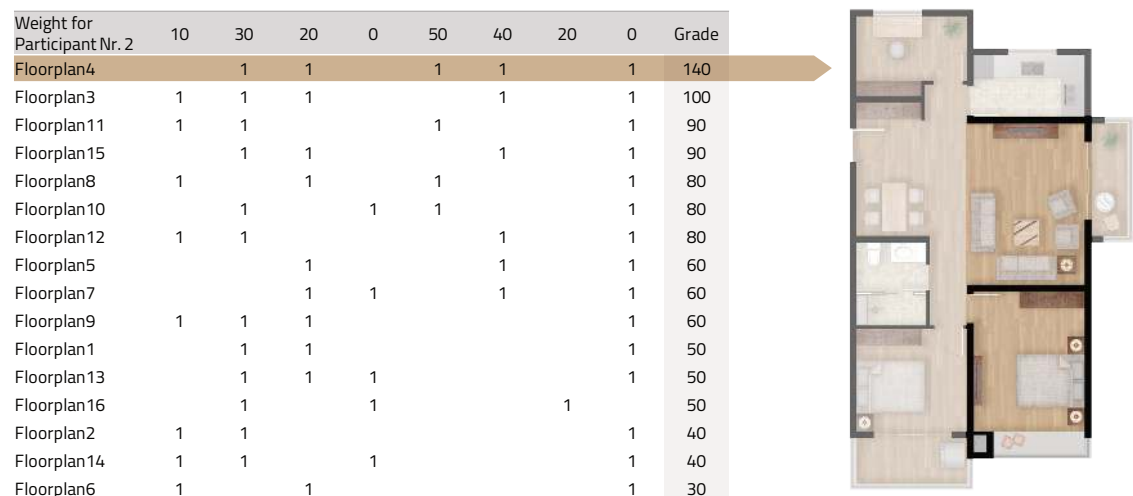 Weight for
Participant Nr. 2 10 30 20 0 50 40 20 0 Grade
Floorplan4 1 1 1 1 1 140
Floorplan3 1 1 1 1 1 100
Floorplan11 1 1 1 1 90
Floorplan15 1 1 1 1 90
Floorplan8 1 1 1 1 80
Floorplan10 1 1 1 1 80
Floorplan12 1 1 1 1 80
Floorplan5 1 1 1 60
Floorplan7 1 1 1 1 60
Floorplan9 1 1 1 1 60
Floorplan1 1 1 1 50
Floorplan13 1 1 1 1 50
Floorplan16 1 1 1 50
Floorplan2 1 1 1 40
Floorplan14 1 1 1 1 40
Floorplan6 1 1 1 30